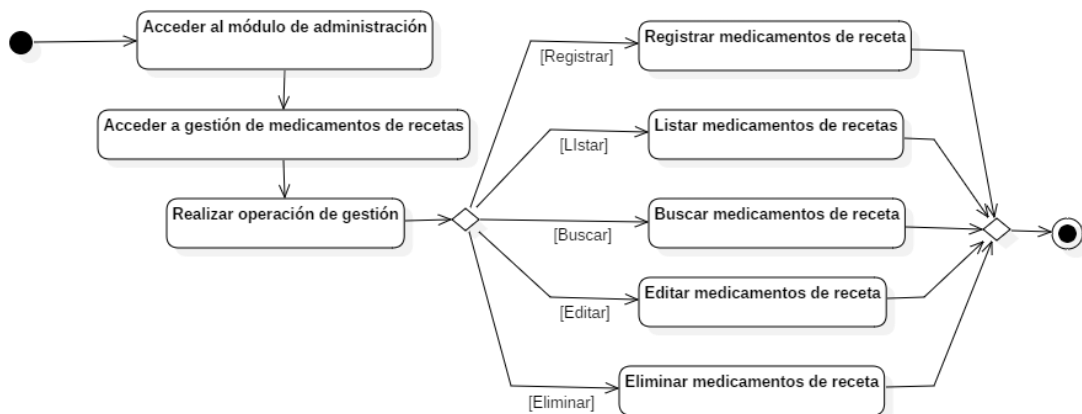 Acceder al módulo de administración
Acceder a gestión de medicamentos de recetas
Realizar operación de gestión
[Registrar]
Registrar medicamentos de receta
[LIstar]
Listar medicamentos de recetas
[Buscar]
Buscar medicamentos de receta
[Editar]
Editar medicamentos de receta
[Eliminar]
Eliminar medicamentos de receta